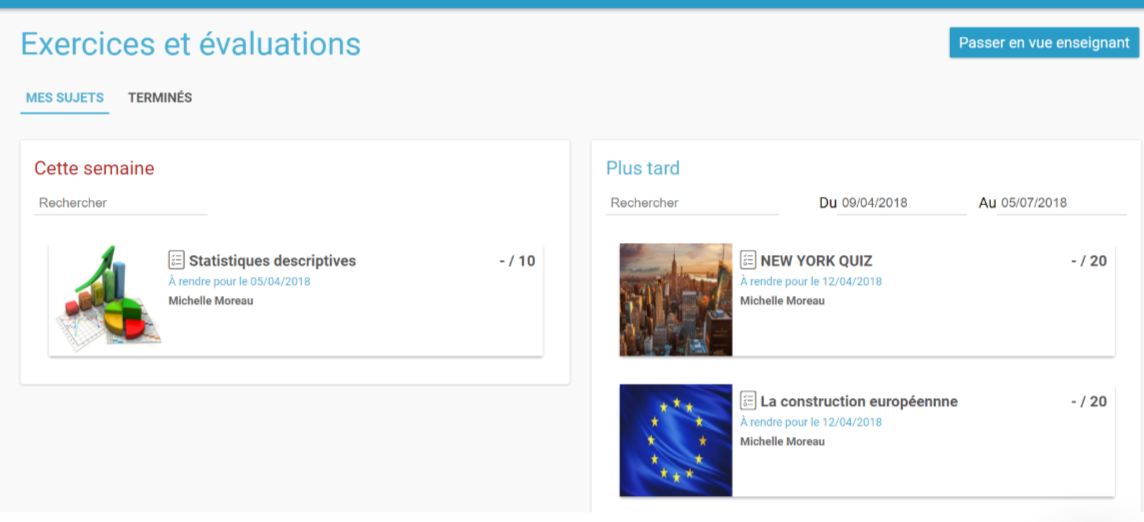 Exercices et évaluations
Passer en vue enseignant
MES SUJETS TERMINÉS
Cette semaine
Rechercher
Statistiques descriptives - / 10
À rendre pour le 05/04/2018
Michelle Moreau
Plus tard
Rechercher Du 09/04/2018 Au 05/07/2018
NEW YORK QUIZ - / 20
À rendre pour le 12/04/2018
Michelle Moreau
La construction européennne - / 20
À rendre pour le 12/04/2018
Michelle Moreau